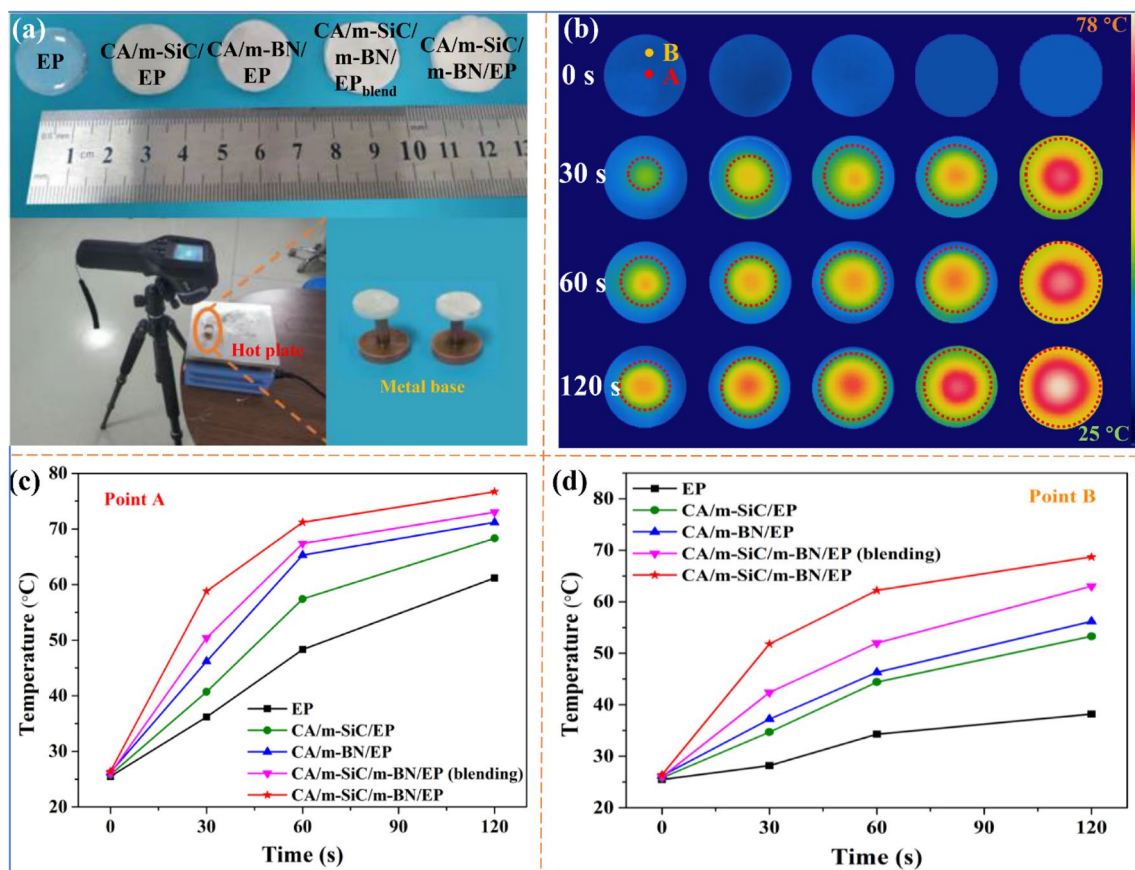 (a)
EP
CA/m-SiC/
EP
CA/m-BN/
EP
CA/m-SiC/
m-BN/
EPblend
CA/m-SiC/
m-BN/EP
1 cm 2 3 4 5 6 7 8 9 10 11 12 13
Hot plate
Metal base
(b)
78 °C
B
A
0 s
30 s
60 s
120 s
25 °C
(c)
Point A
80
70
60
50
40
30
20
Temperature (°C)
EP
CA/m-SiC/EP
CA/m-BN/EP
CA/m-SiC/m-BN/EP (blending)
CA/m-SiC/m-BN/EP
0 30 60 90 120
Time (s)
(d)
Point B
EP
CA/m-SiC/EP
CA/m-BN/EP
CA/m-SiC/m-BN/EP (blending)
CA/m-SiC/m-BN/EP
80
70
60
50
40
30
20
Temperature (°C)
0 30 60 90 120
Time (s)